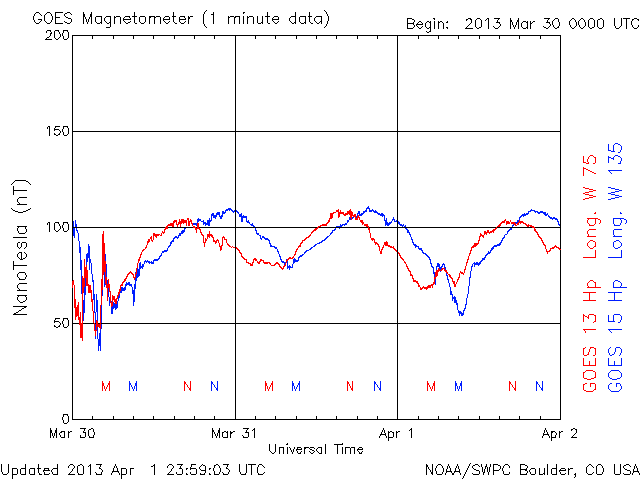 GOES Magnetometer (1 minute data)
Begin: 2013 Mar 30 0000 UTC
200
150
100
50
0
NanoTesla (nT)
M M N N M M N N M M N N
Mar 30 Mar 31 Apr 1 Apr 2
Universal Time
GOES 13 Hp Long. W 75
GOES 15 Hp Long. W 135
Updated 2013 Apr 1 23:59:03 UTC
NOAA/SWPC Boulder, CO USA